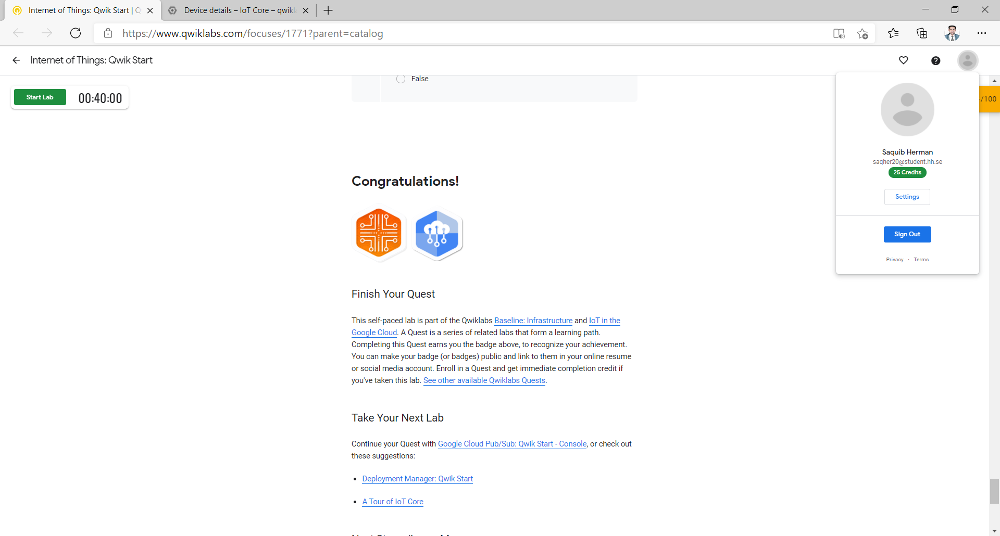 Internet of Things: Qwik Start |
Device details – IoT Core – qwikl
https://www.qwiklabs.com/focuses/1771?parent=catalog
Internet of Things: Qwik Start
Start Lab
00:40:00
False
/100
Saquib Herman
saqher20@student.hh.se
25 Credits
Settings
Sign Out
Privacy · Terms
Congratulations!
Finish Your Quest
This self-paced lab is part of the Qwiklabs Baseline: Infrastructure and IoT in the
Google Cloud. A Quest is a series of related labs that form a learning path.
Completing this Quest earns you the badge above, to recognize your achievement.
You can make your badge (or badges) public and link to them in your online resume
or social media account. Enroll in a Quest and get immediate completion credit if
you've taken this lab. See other available Qwiklabs Quests.
Take Your Next Lab
Continue your Quest with Google Cloud Pub/Sub: Qwik Start - Console, or check out
these suggestions:
• Deployment Manager: Qwik Start
• A Tour of IoT Core